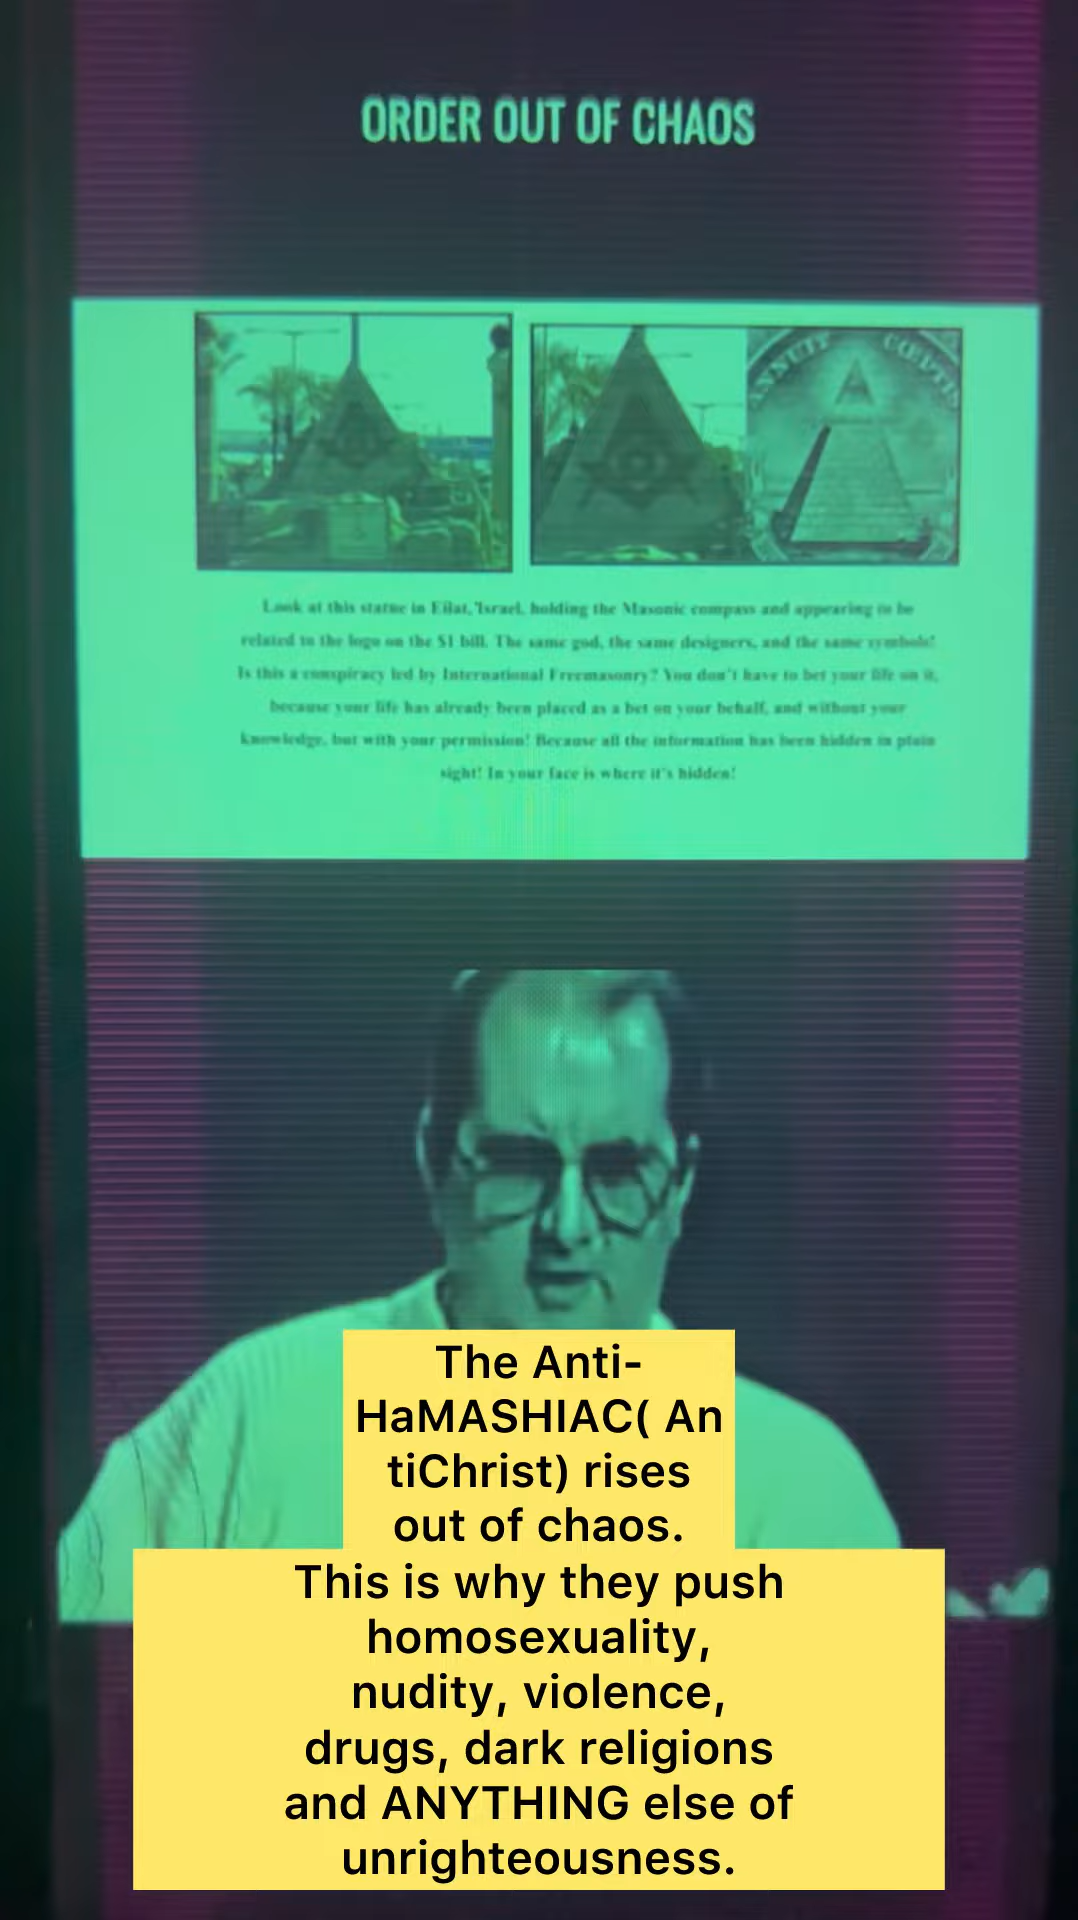 ORDER OUT OF CHAOS
ANNUIT CŒPTIS
Look at this statue in Eilat, Israel, holding the Masonic compass and appearing to be
related to the logo on the $1 bill. The same god, the same designers, and the same symbols!
Is this a conspiracy led by International Freemasonry? You don't have to bet your life on it,
because your life has already been placed as a bet on your behalf, and without your
knowledge, but with your permission! Because all the information has been hidden in plain
sight! In your face is where it's hidden!
The Anti-
HaMASHIAC( An
tiChrist) rises
out of chaos.
This is why they push
homosexuality,
nudity, violence,
drugs, dark religions
and ANYTHING else of
unrighteousness.